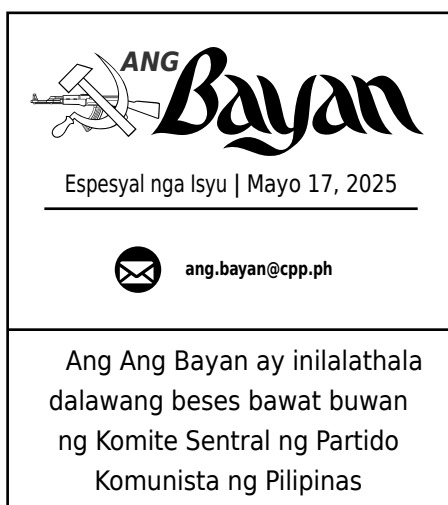 ANG
Bayan
Espesyal nga Isyu | Mayo 17, 2025
ang.bayan@cpp.ph
Ang Ang Bayan ay inilalathala
dalawang beses bawat buwan
ng Komite Sentral ng Partido
Komunista ng Pilipinas